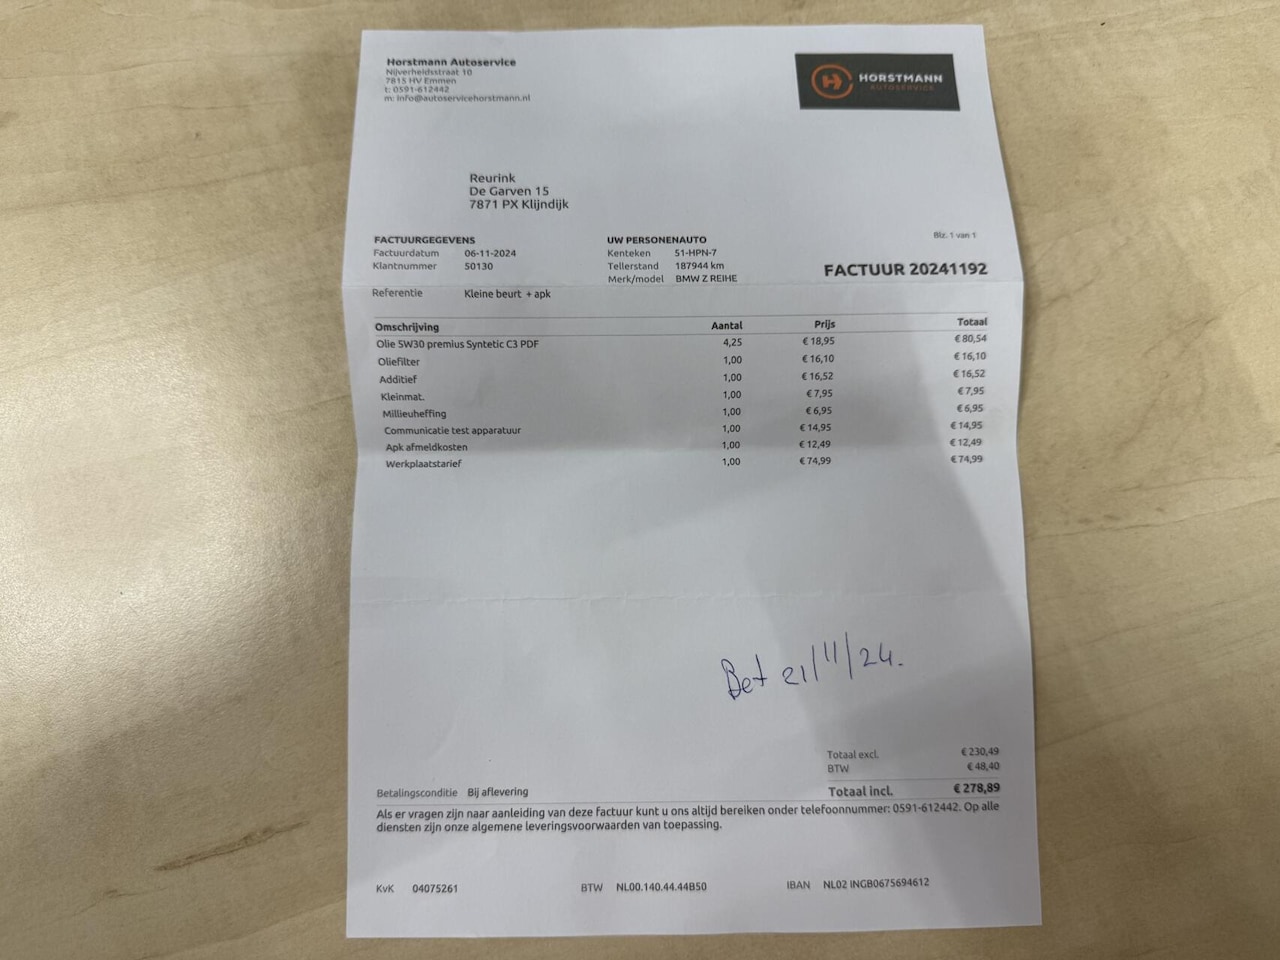 Horstmann Autoservice
Nijverheidsstraat 10
7815 HV Emmen
t: 0591-612442
m: info@autoservicehorstmann.nl
HORSTMANN
AUTOSERVICE
Reurink
De Garven 15
7871 PX Klijndijk
Blz. 1 van 1
FACTUURGEGEVENS UW PERSONENAUTO
Factuurdatum 06-11-2024 Kenteken 51-HPN-7
Klantnummer 50130 Tellerstand 187944 km FACTUUR 20241192
Merk/model BMW Z REIHE
Referentie Kleine beurt + apk
Omschrijving Aantal Prijs Totaal
Olie 5W30 premius Syntetic C3 PDF 4,25 € 18,95 € 80,54
Oliefilter 1,00 € 16,10 € 16,10
Additief 1,00 € 16,52 € 16,52
Kleinmat. 1,00 € 7,95 € 7,95
Millieuheffing 1,00 € 6,95 € 6,95
Communicatie test apparatuur 1,00 € 14,95 € 14,95
Apk afmeldkosten 1,00 € 12,49 € 12,49
Werkplaatstarief 1,00 € 74,99 € 74,99
Bet 21/11/24.
Totaal excl. € 230,49
BTW € 48,40
Betalingsconditie Bij aflevering Totaal incl. € 278,89
Als er vragen zijn naar aanleiding van deze factuur kunt u ons altijd bereiken onder telefoonnummer: 0591-612442. Op alle
diensten zijn onze algemene leveringsvoorwaarden van toepassing.
KvK 04075261 BTW NL00.140.44.44B50 IBAN NL02 INGB0675694612